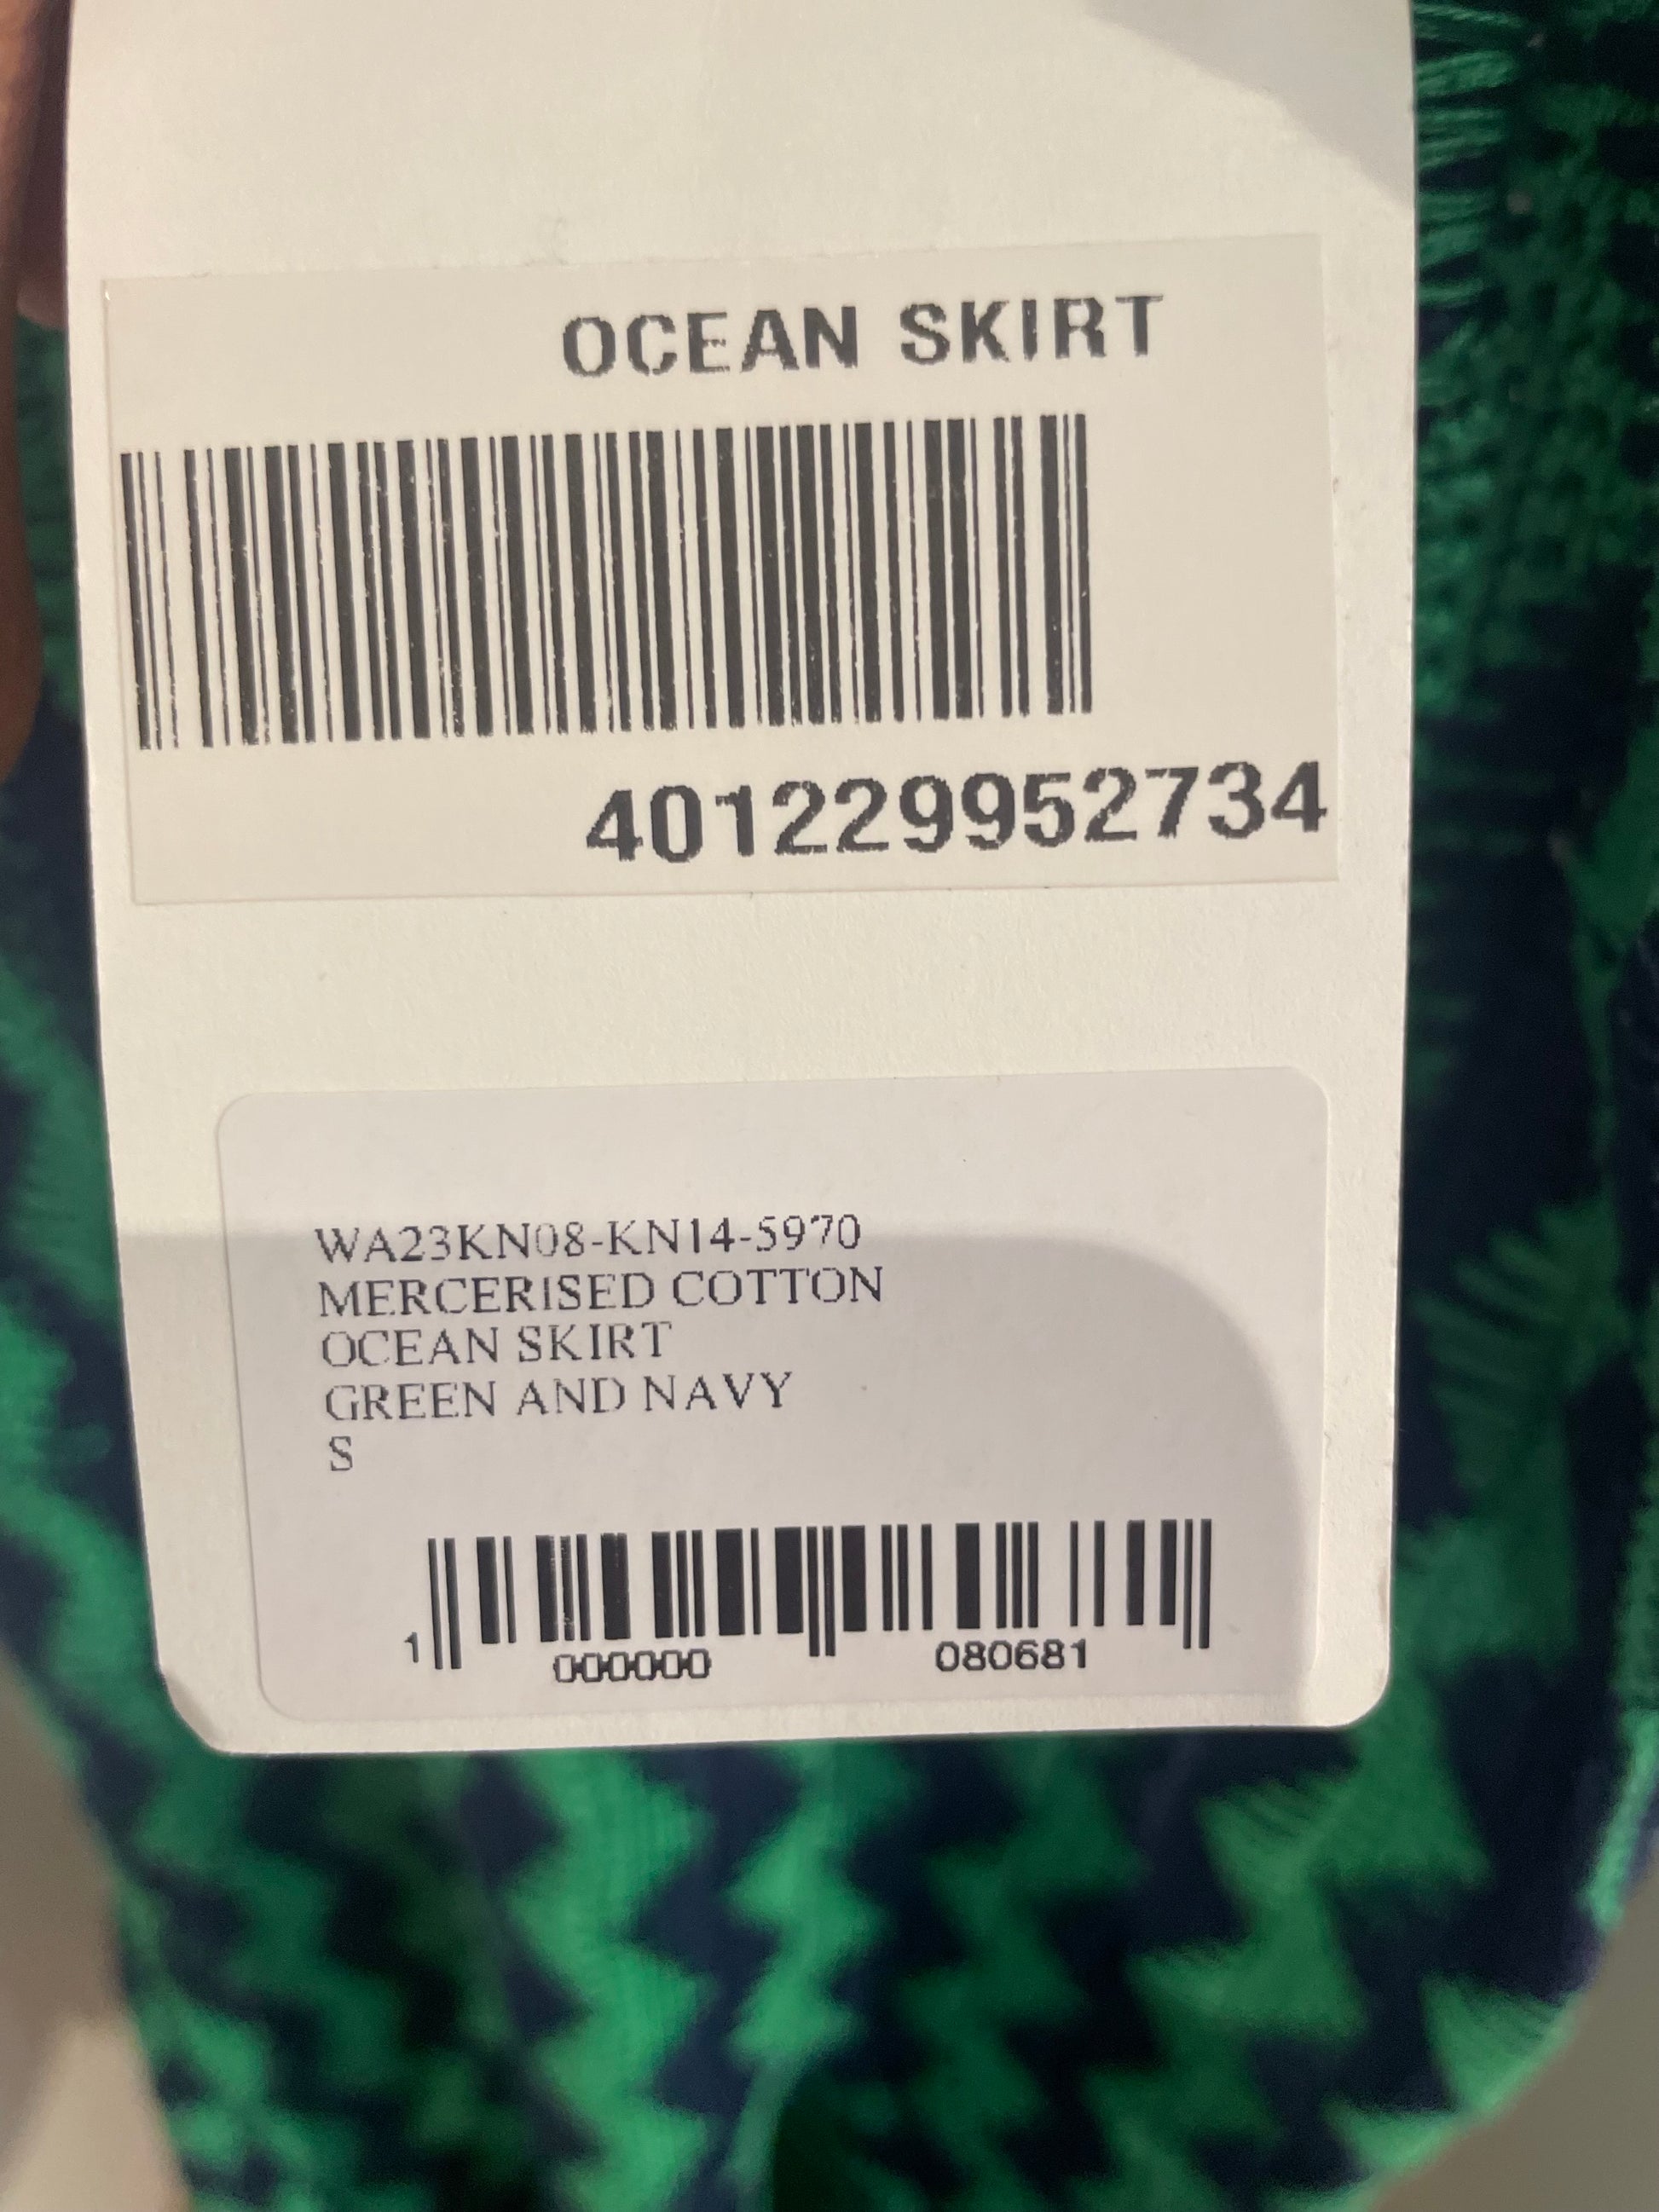 OCEAN SKIRT
401229952734
WA23KN08-KN14-5970
MERCERISED COTTON
OCEAN SKIRT
GREEN AND NAVY
S
1 000000 080681